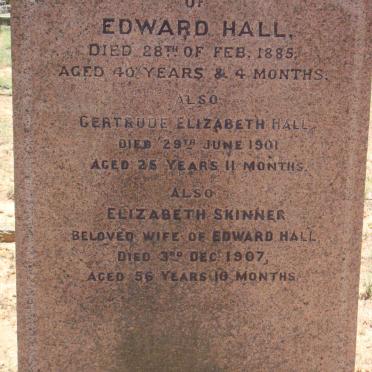 OF
EDWARD HALL,
DIED 28TH OF FEB. 1885,
AGED 40 YEARS & 4 MONTHS.
ALSO
GERTRUDE ELIZABETH HALL,
DIED 29TH JUNE 1901
AGED 25 YEARS 11 MONTHS.
ALSO
ELIZABETH SKINNER
BELOVED WIFE OF EDWARD HALL
DIED 3RD DEC 1907,
AGED 56 YEARS 10 MONTHS.